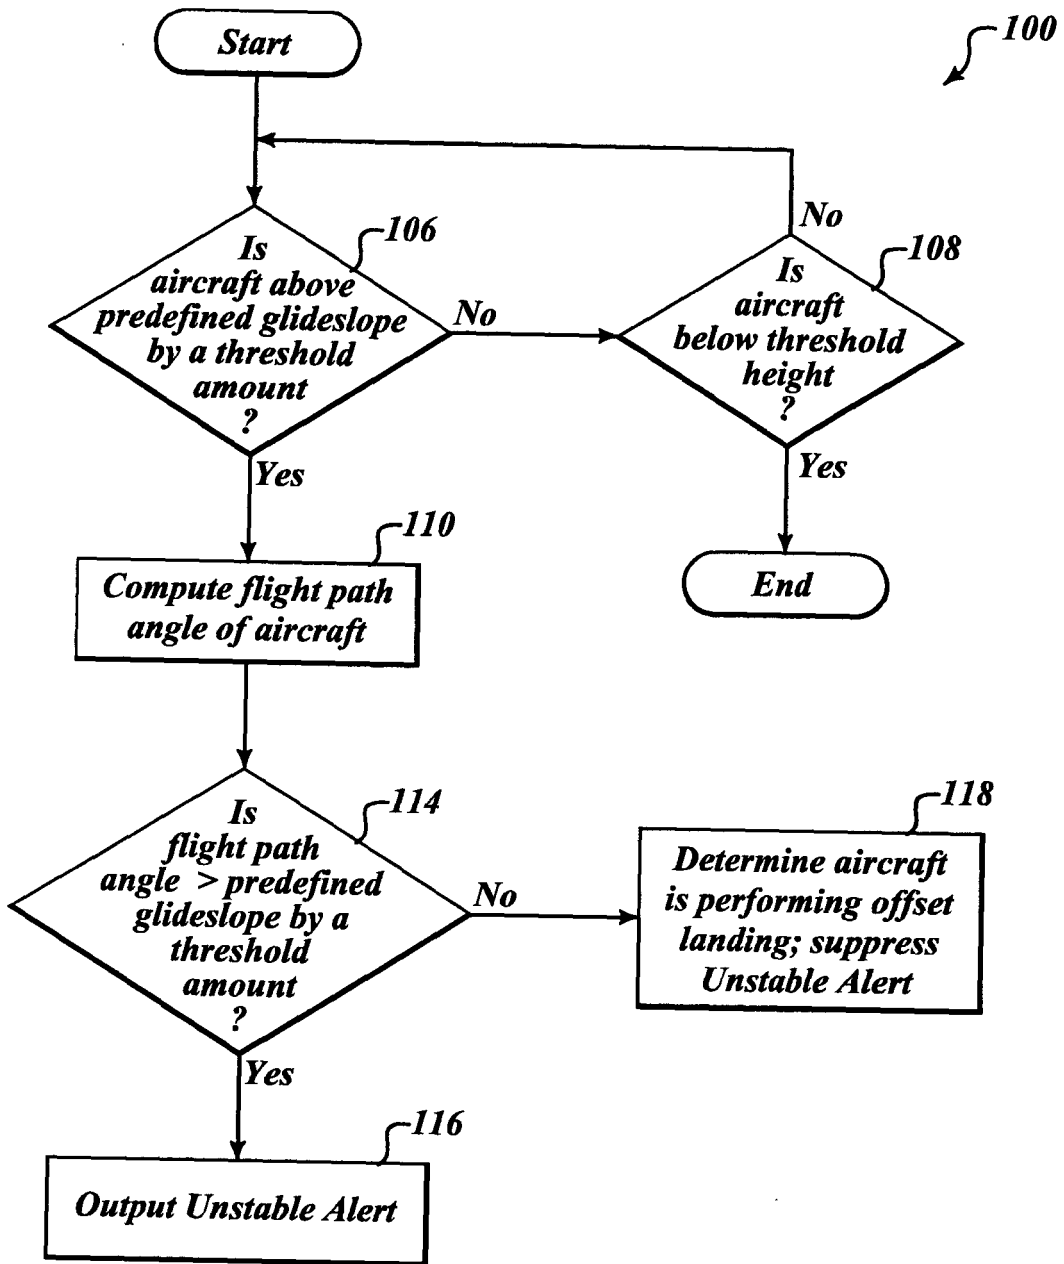 Start
100
Is
aircraft above
predefined glideslope
by a threshold
amount
?
106
No
Yes
Is
aircraft
below threshold
height
?
108
No
Yes
End
Compute flight path
angle of aircraft
110
Is
flight path
angle > predefined
glideslope by a
threshold
amount
?
114
No
Yes
Determine aircraft
is performing offset
landing; suppress
Unstable Alert
118
Output Unstable Alert
116